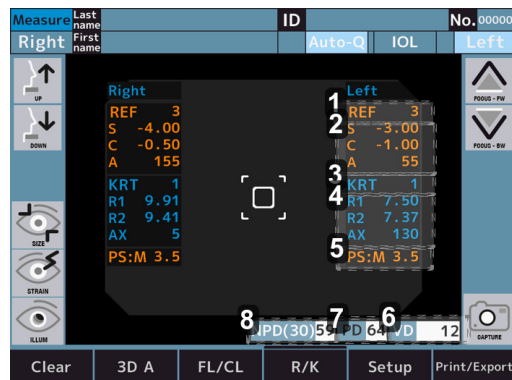 Measure Last name ID No. 00000
Right First name Auto-Q IOL Left
UP
DOWN
SIZE
STRAIN
ILLUM
Right
REF 3
S -4.00
C -0.50
A 155
KRT 1
R1 9.91
R2 9.41
AX 5
PS:M 3.5
Left
1 REF 3
2 S -3.00
C -1.00
A 55
3 KRT 1
4 R1 7.50
R2 7.37
AX 130
5 PS:M 3.5
8 7 6
NPD(30) 59 PD 64 VD 12
FOCUS - FW
FOCUS - BW
CAPTURE
Clear 3D A FL/CL R/K Setup Print/Export